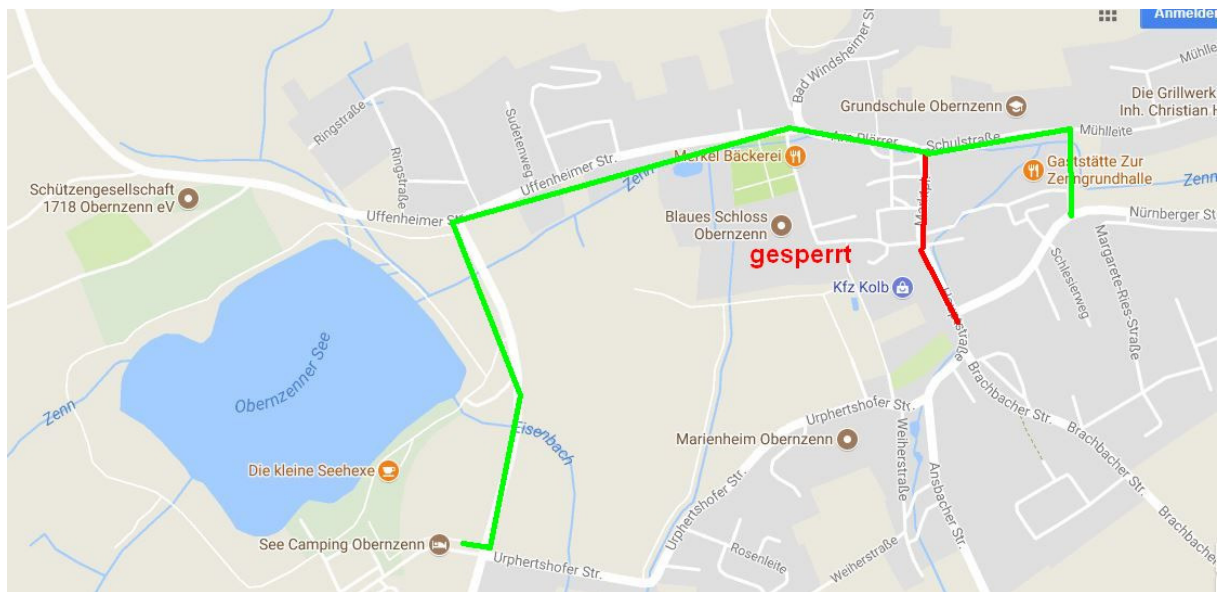 Anmelden
Bad Windsheimer Str.
Mühlleite
Die Grillwerk
Inh. Christian H
Grundschule Obernzenn
Ringstraße
Sudetenweg
Ringstraße
Uffenheimer Str.
Am Plärrer
Schulstraße
Mühlleite
Merkel Bäckerei
Gaststätte Zur
Zenngrundhalle
Zenn
Zenn
Schützengesellschaft
1718 Obernzenn eV
Uffenheimer Str.
Blaues Schloss
Obernzenn
Marktpl.
Nürnberger St
gesperrt
Kfz Kolb
Schlesierweg
Margarete-Ries-Straße
Hauptstraße
Obernzenner See
Zenn
Eisenbach
Brachbacher Str.
Urphertshofer Str.
Marienheim Obernzenn
Brachbacher Str.
Brachbacher
Weiherstraße
Ansbacher Str.
Die kleine Seehexe
Urphertshofer Str.
See Camping Obernzenn
Urphertshofer Str.
Rosenleite
Weiherstraße